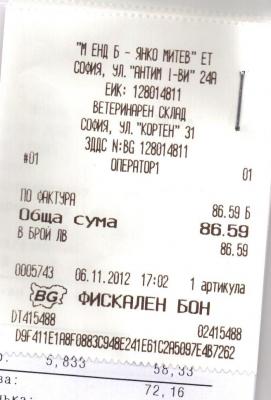 "М ЕНД Б - ЯНКО МИТЕВ" ЕТ
СОФИЯ, УЛ. "АНТИМ I-ВИ" 24А
ЕИК: 128014811
ВЕТЕРИНАРЕН СКЛАД
СОФИЯ, УЛ. "КОРТЕН" 31
ЗДДС N:BG 128014811
#01 ОПЕРАТОР1 01
ПО ФАКТУРА 86.59 Б
Обща сума 86.59
В БРОЙ ЛВ 86.59
0005743 06.11.2012 17:02 1 артикула
BG ФИСКАЛЕН БОН
DT415488 02415488
D9F411E1A8F0883C948E241E61C2A5097E4B7262
5,833 58,33
72,16